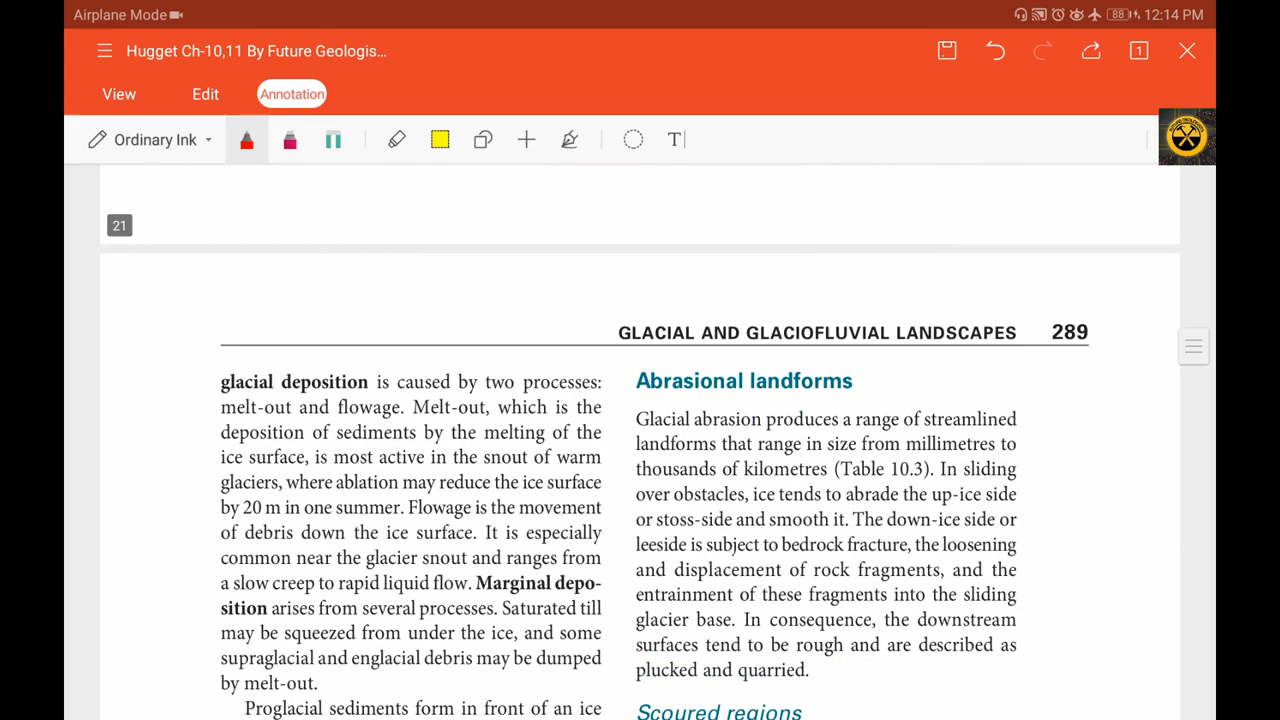 Airplane Mode
88
12:14 PM
Hugget Ch-10,11 By Future Geologis...
1
View
Edit
Annotation
Ordinary Ink
T
21
GLACIAL AND GLACIOFLUVIAL LANDSCAPES 289
glacial deposition is caused by two processes:
melt-out and flowage. Melt-out, which is the
deposition of sediments by the melting of the
ice surface, is most active in the snout of warm
glaciers, where ablation may reduce the ice surface
by 20 m in one summer. Flowage is the movement
of debris down the ice surface. It is especially
common near the glacier snout and ranges from
a slow creep to rapid liquid flow. Marginal depo-
sition arises from several processes. Saturated till
may be squeezed from under the ice, and some
supraglacial and englacial debris may be dumped
by melt-out.
Proglacial sediments form in front of an ice
Abrasional landforms
Glacial abrasion produces a range of streamlined
landforms that range in size from millimetres to
thousands of kilometres (Table 10.3). In sliding
over obstacles, ice tends to abrade the up-ice side
or stoss-side and smooth it. The down-ice side or
leeside is subject to bedrock fracture, the loosening
and displacement of rock fragments, and the
entrainment of these fragments into the sliding
glacier base. In consequence, the downstream
surfaces tend to be rough and are described as
plucked and quarried.
Scoured regions